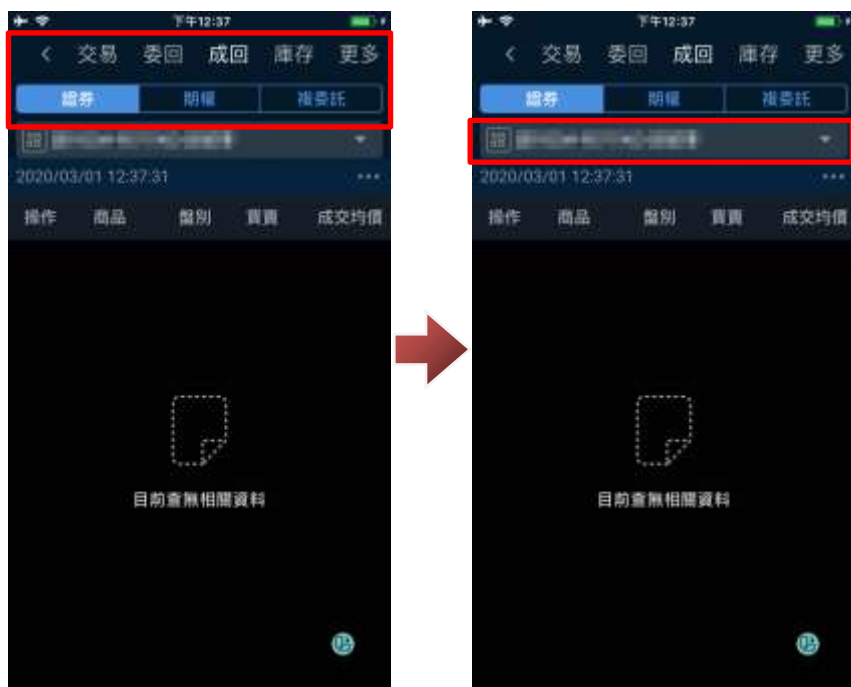 下午12:37
交易 委回 成回 庫存 更多
證券 期權 複委託
2020/03/01 12:37:31
操作 商品 盤別 買賣 成交均價
目前查無相關資料
下午12:37
交易 委回 成回 庫存 更多
證券 期權 複委託
2020/03/01 12:37:31
操作 商品 盤別 買賣 成交均價
目前查無相關資料